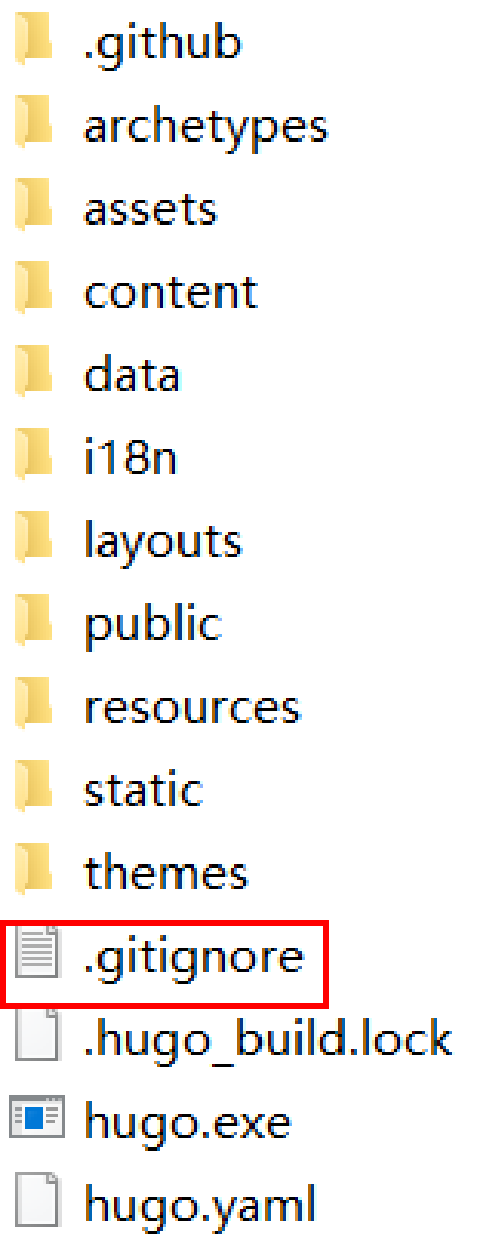 .github
archetypes
assets
content
data
i18n
layouts
public
resources
static
themes
.gitignore
.hugo_build.lock
hugo.exe
hugo.yaml